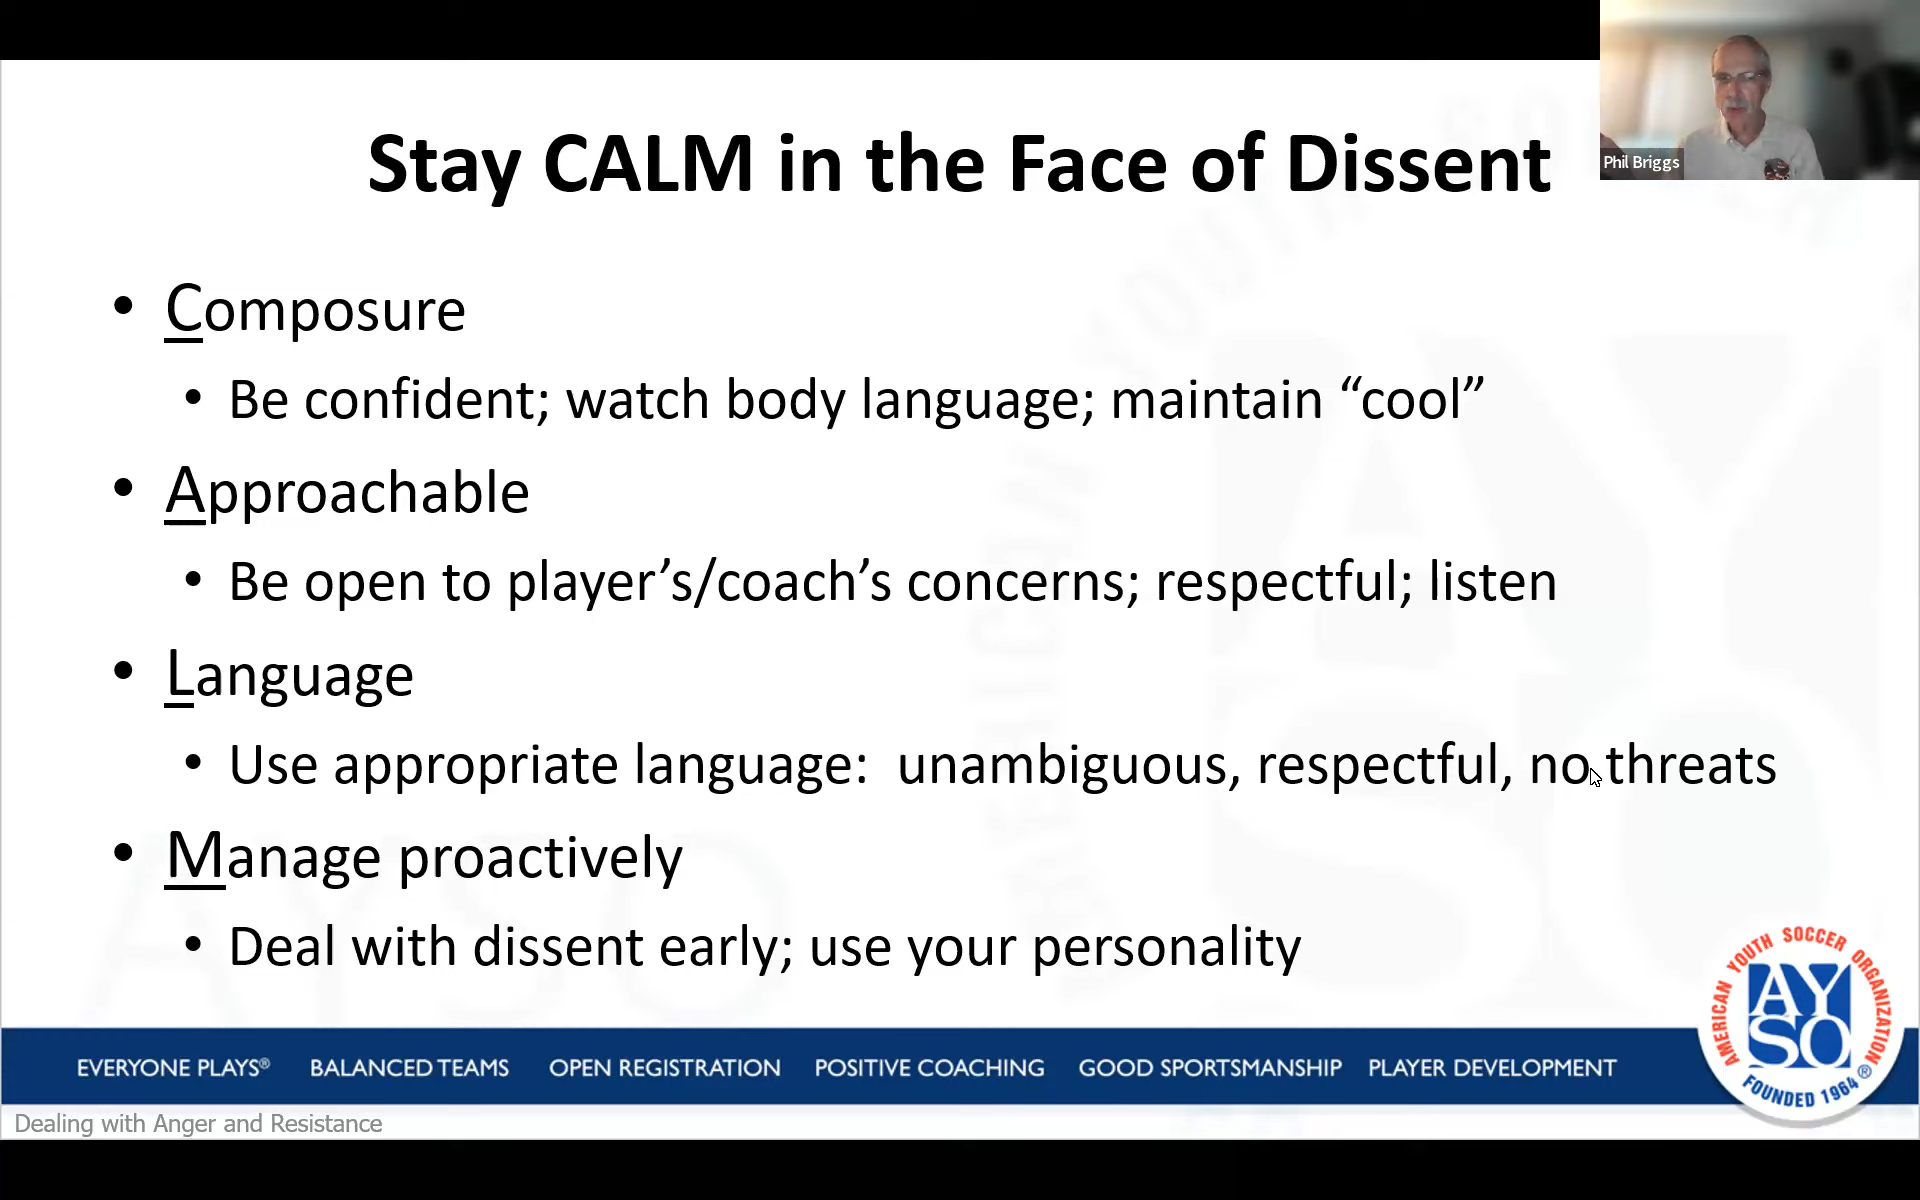 Phil Briggs
Stay CALM in the Face of Dissent
• Composure
• Be confident; watch body language; maintain “cool”
• Approachable
• Be open to player’s/coach’s concerns; respectful; listen
• Language
• Use appropriate language:  unambiguous, respectful, no threats
• Manage proactively
• Deal with dissent early; use your personality
EVERYONE PLAYS® BALANCED TEAMS OPEN REGISTRATION POSITIVE COACHING GOOD SPORTSMANSHIP PLAYER DEVELOPMENT
AMERICAN YOUTH SOCCER ORGANIZATION
AY
SO
®
FOUNDED 1964
Dealing with Anger and Resistance